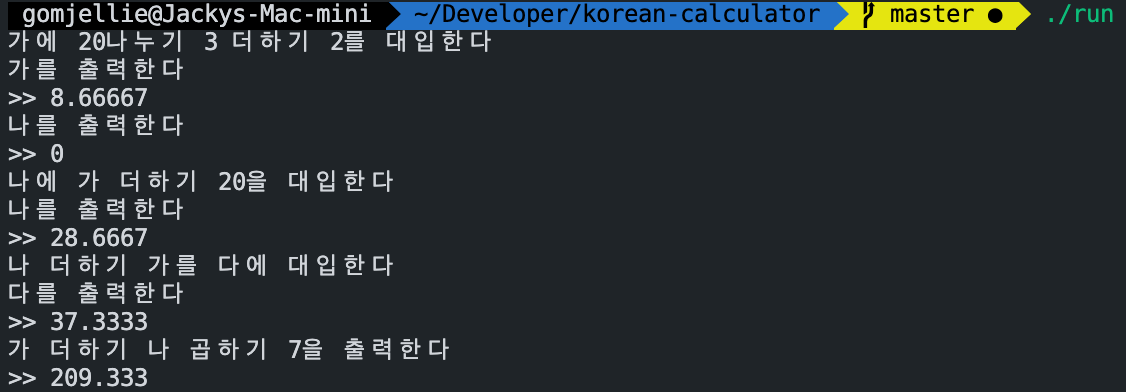 gomjellie@Jackys-Mac-mini ~/Developer/korean-calculator master ● ./run
가에 20나누기 3 더하기 2를 대입한다
가를 출력한다
>> 8.66667
나를 출력한다
>> 0
나에 가 더하기 20을 대입한다
나를 출력한다
>> 28.6667
나 더하기 가를 다에 대입한다
다를 출력한다
>> 37.3333
가 더하기 나 곱하기 7을 출력한다
>> 209.333